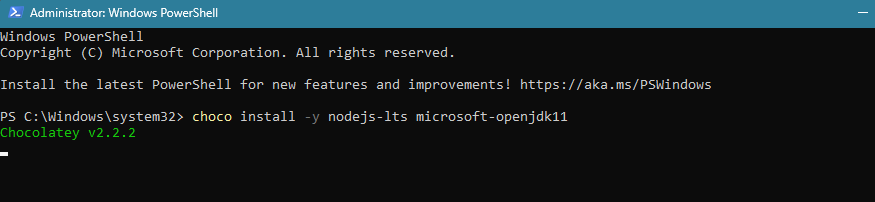 Administrator: Windows PowerShell
Windows PowerShell
Copyright (C) Microsoft Corporation. All rights reserved.
Install the latest PowerShell for new features and improvements! https://aka.ms/PSWindows
PS C:\Windows\system32> choco install -y nodejs-lts microsoft-openjdk11
Chocolatey v2.2.2